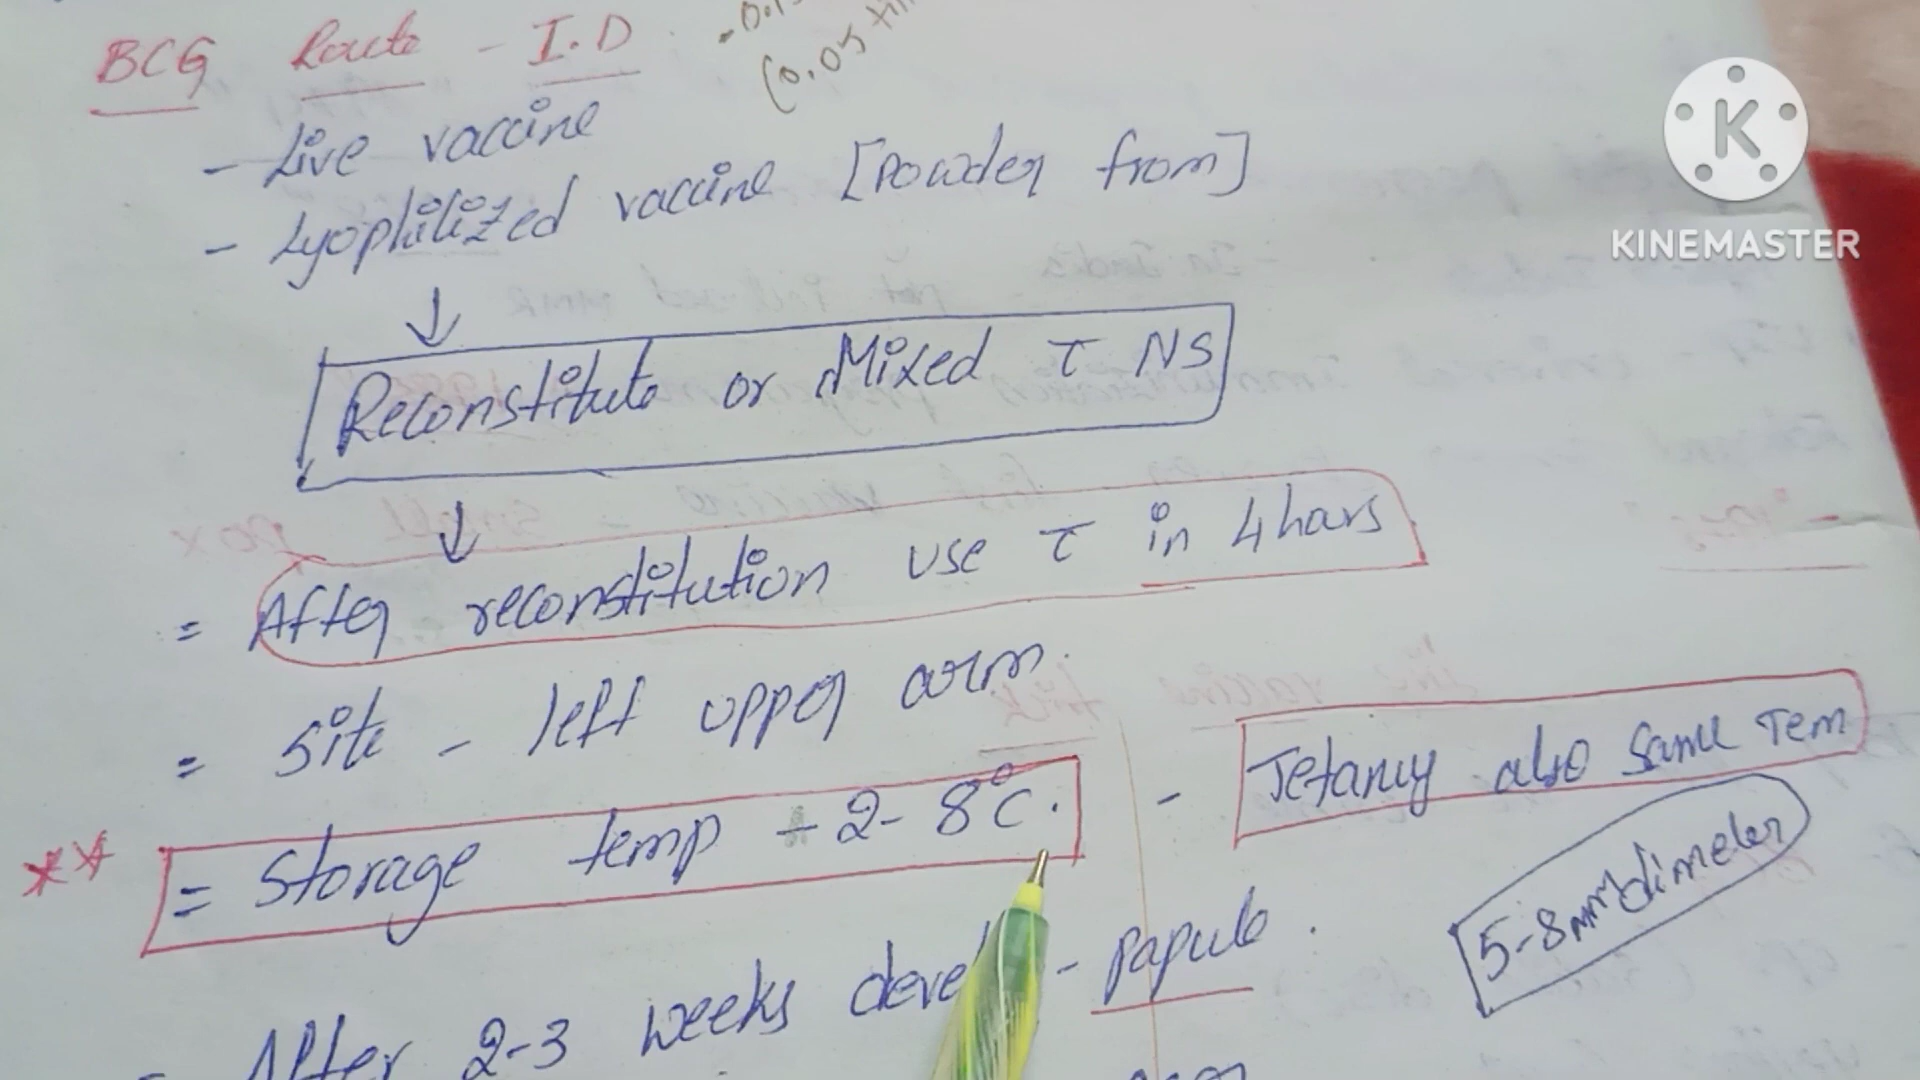 BCG Route - I.D
(0.05
- Live vaccine
- Lyophilized vaccine [Powder from]
↓
Reconstitute or Mixed c̄ NS
↓
= After reconstitution use c̄ in 4 hars
= Site - left upper arm.
** = Storage temp + 2-8°C. - Tetanuy also same Tem
5-8mm dimeter
After 2-3 weeks - Papule.
KINEMASTER